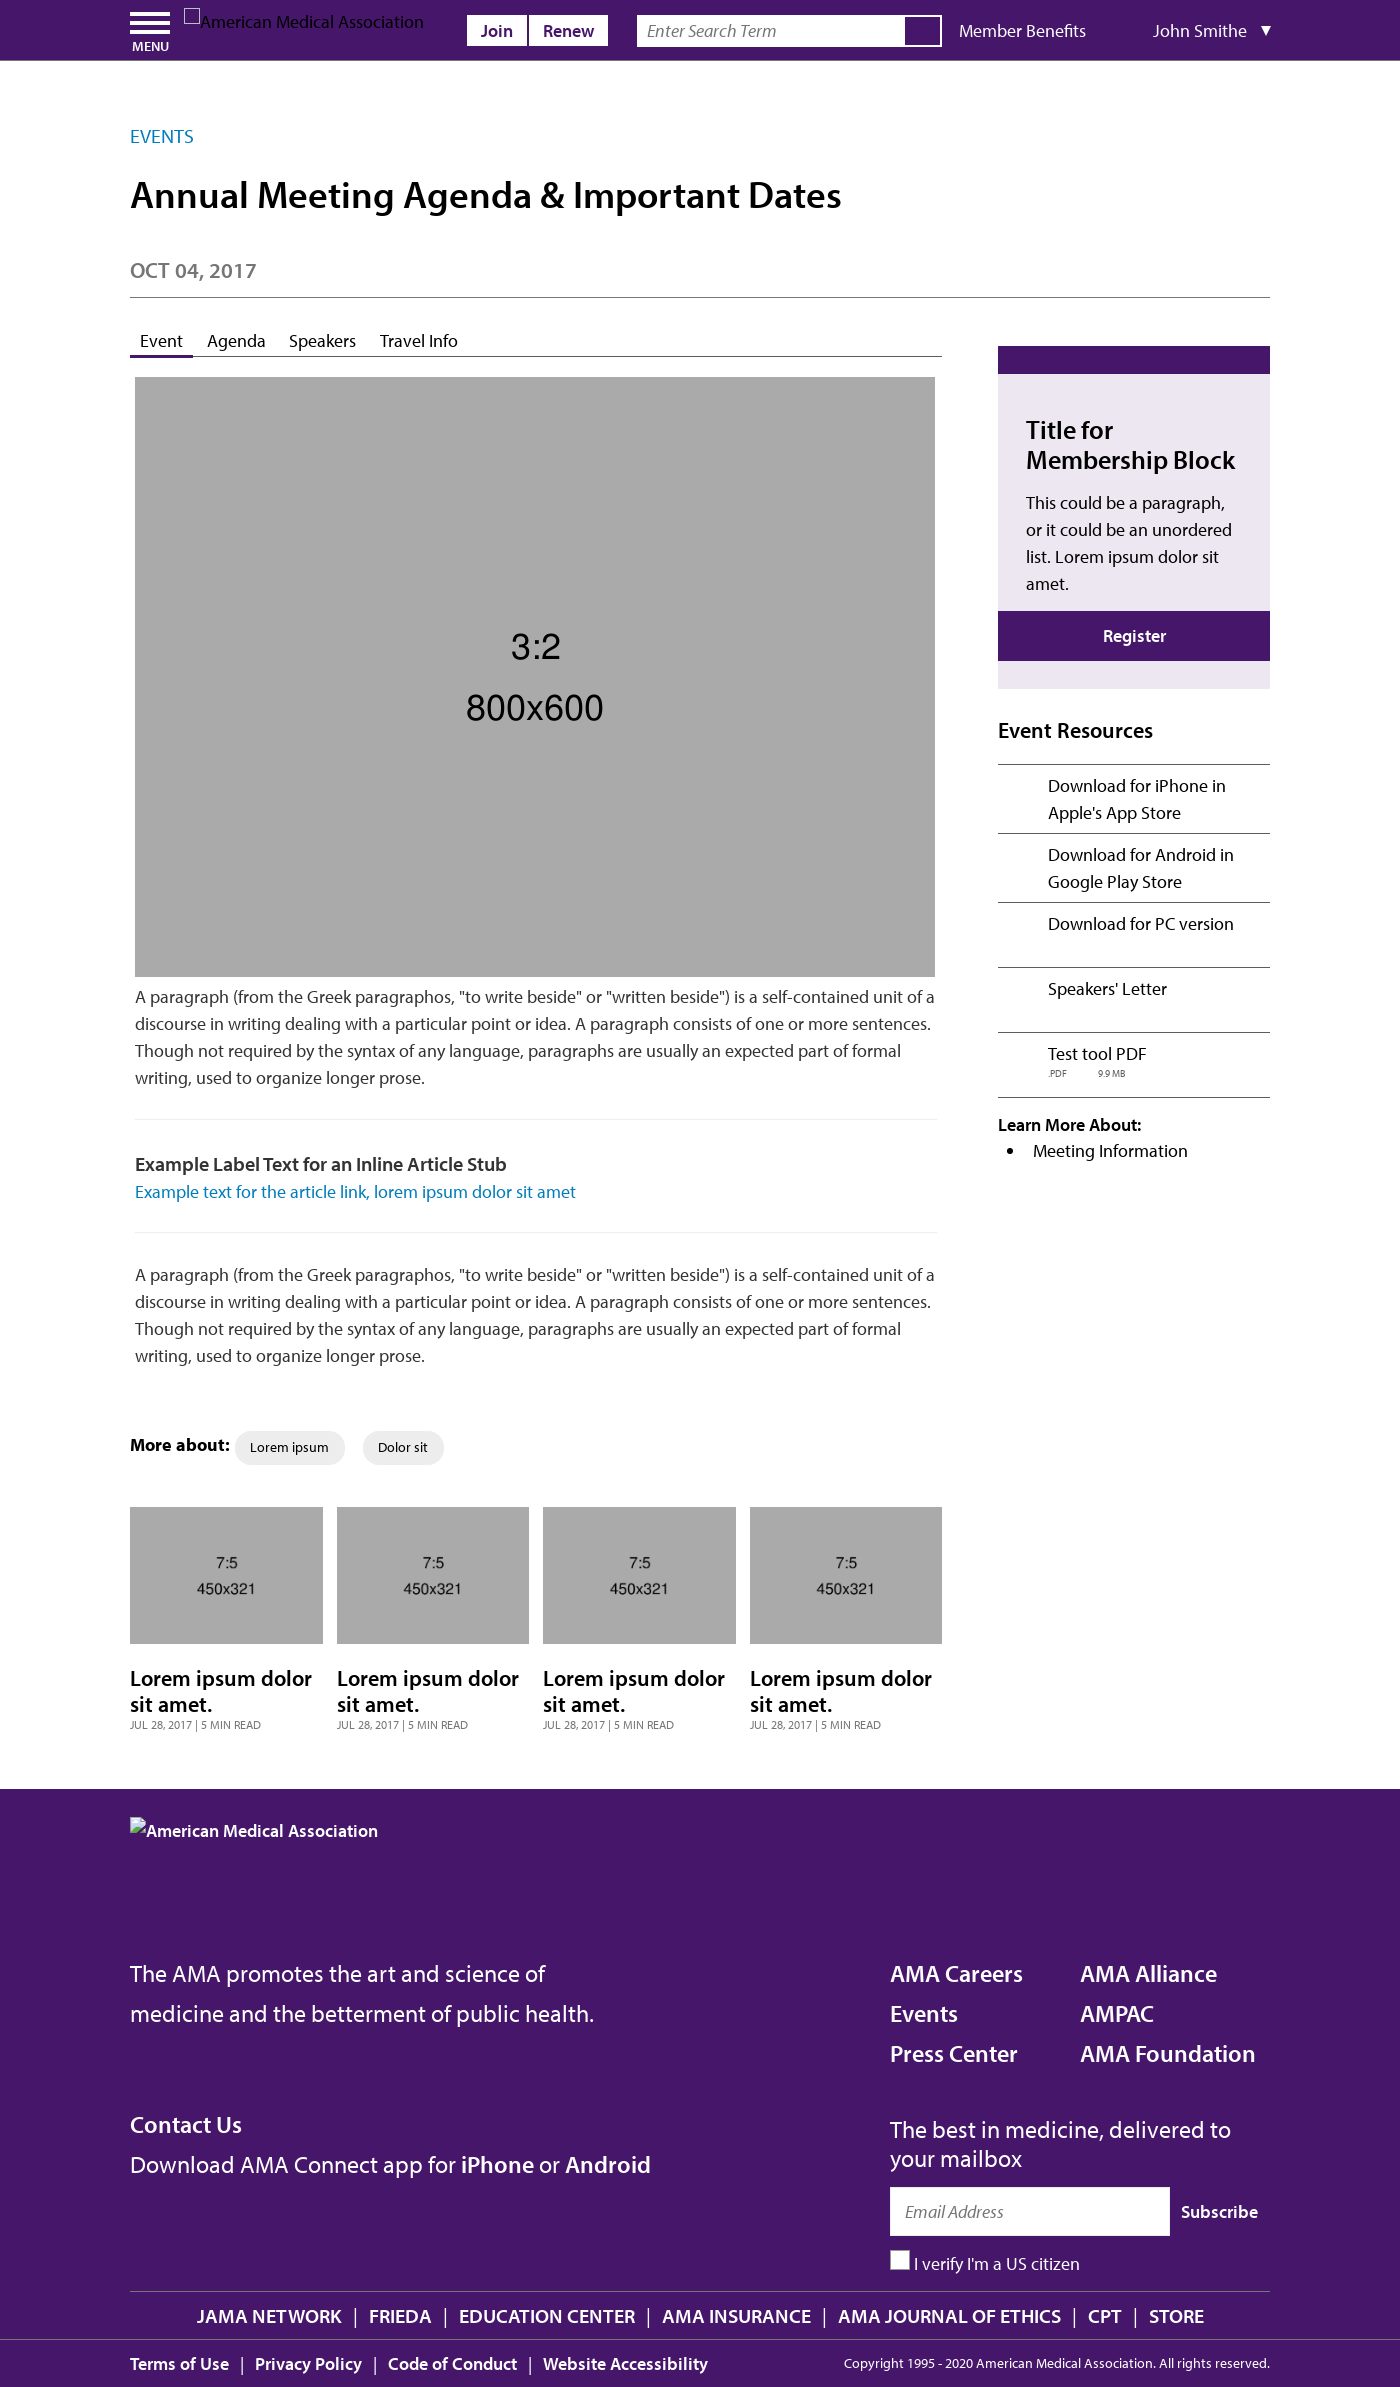 MENU
American Medical Association
Join
Renew
Enter Search Term
Member Benefits
John Smithe ▼
EVENTS
Annual Meeting Agenda & Important Dates
OCT 04, 2017
Event
Agenda
Speakers
Travel Info
3:2
800x600
A paragraph (from the Greek paragraphos, "to write beside" or "written beside") is a self-contained unit of a
discourse in writing dealing with a particular point or idea. A paragraph consists of one or more sentences.
Though not required by the syntax of any language, paragraphs are usually an expected part of formal
writing, used to organize longer prose.
Example Label Text for an Inline Article Stub
Example text for the article link, lorem ipsum dolor sit amet
A paragraph (from the Greek paragraphos, "to write beside" or "written beside") is a self-contained unit of a
discourse in writing dealing with a particular point or idea. A paragraph consists of one or more sentences.
Though not required by the syntax of any language, paragraphs are usually an expected part of formal
writing, used to organize longer prose.
More about:
Lorem ipsum
Dolor sit
7:5
450x321
Lorem ipsum dolor
sit amet.
JUL 28, 2017 | 5 MIN READ
7:5
450x321
Lorem ipsum dolor
sit amet.
JUL 28, 2017 | 5 MIN READ
7:5
450x321
Lorem ipsum dolor
sit amet.
JUL 28, 2017 | 5 MIN READ
7:5
450x321
Lorem ipsum dolor
sit amet.
JUL 28, 2017 | 5 MIN READ
Title for
Membership Block
This could be a paragraph,
or it could be an unordered
list. Lorem ipsum dolor sit
amet.
Register
Event Resources
Download for iPhone in
Apple's App Store
Download for Android in
Google Play Store
Download for PC version
Speakers' Letter
Test tool PDF
.PDF 9.9 MB
Learn More About:
• Meeting Information
American Medical Association
The AMA promotes the art and science of
medicine and the betterment of public health.
Contact Us
Download AMA Connect app for iPhone or Android
AMA Careers
Events
Press Center
AMA Alliance
AMPAC
AMA Foundation
The best in medicine, delivered to
your mailbox
Email Address
Subscribe
I verify I'm a US citizen
JAMA NETWORK | FRIEDA | EDUCATION CENTER | AMA INSURANCE | AMA JOURNAL OF ETHICS | CPT | STORE
Terms of Use | Privacy Policy | Code of Conduct | Website Accessibility
Copyright 1995 - 2020 American Medical Association. All rights reserved.